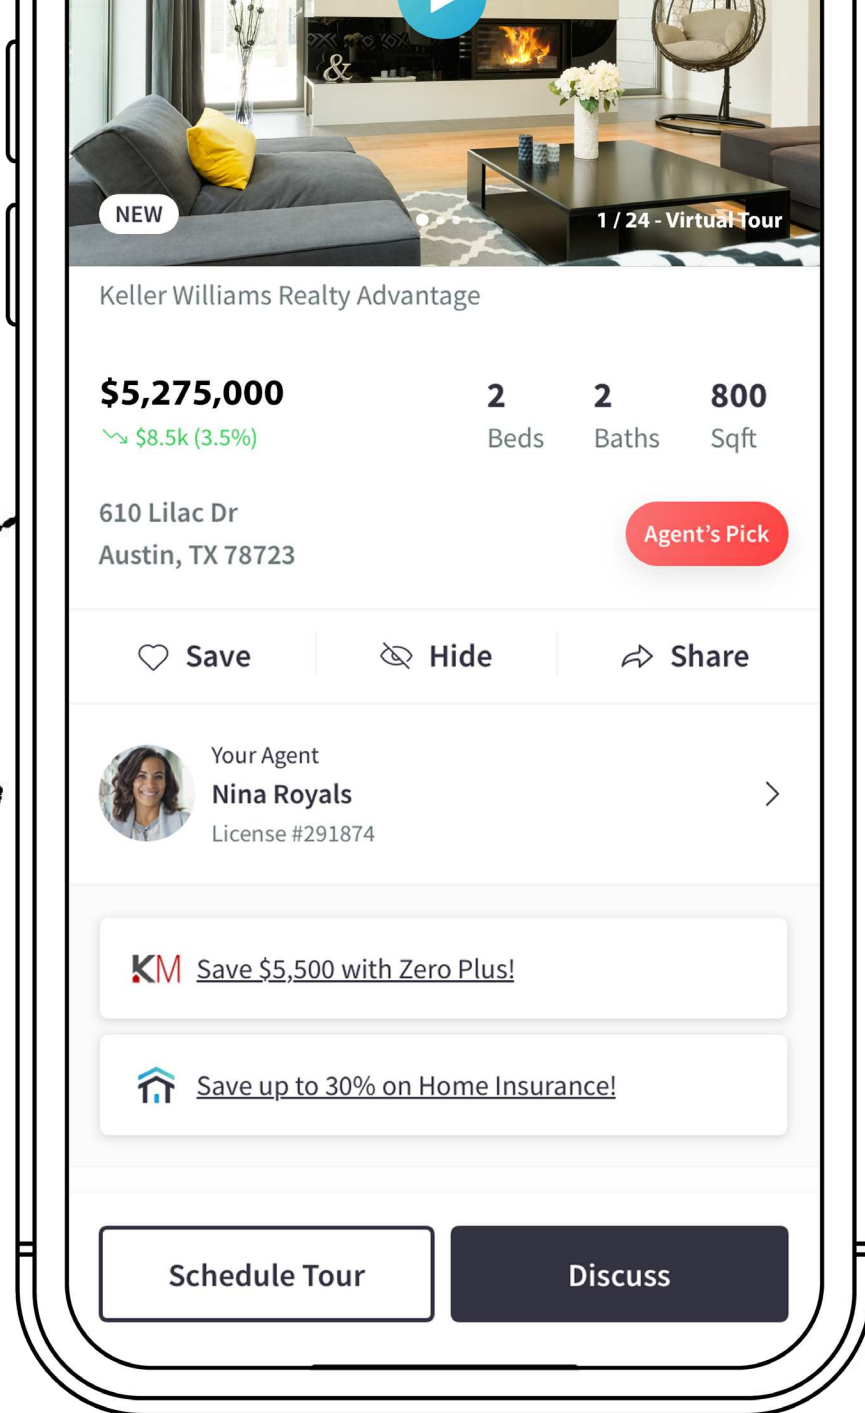 &
NEW
1 / 24 - Virtual Tour
Keller Williams Realty Advantage
$5,275,000
2
2
800
$8.5k (3.5%)
Beds
Baths
Sqft
610 Lilac Dr
Austin, TX 78723
Agent’s Pick
Save
Hide
Share
Your Agent
Nina Royals
License #291874
KM Save $5,500 with Zero Plus!
Save up to 30% on Home Insurance!
Schedule Tour
Discuss